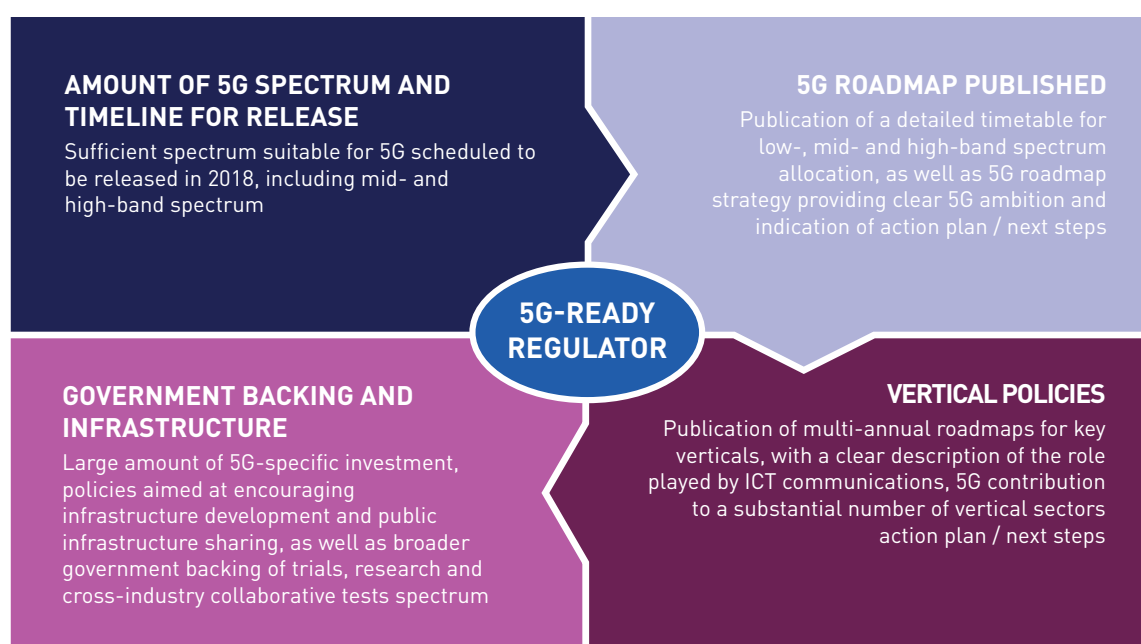 AMOUNT OF 5G SPECTRUM AND
TIMELINE FOR RELEASE
Sufficient spectrum suitable for 5G scheduled to
be released in 2018, including mid- and
high-band spectrum
5G ROADMAP PUBLISHED
Publication of a detailed timetable for
low-, mid- and high-band spectrum
allocation, as well as 5G roadmap
strategy providing clear 5G ambition and
indication of action plan / next steps
5G-READY
REGULATOR
GOVERNMENT BACKING AND
INFRASTRUCTURE
Large amount of 5G-specific investment,
policies aimed at encouraging
infrastructure development and public
infrastructure sharing, as well as broader
government backing of trials, research and
cross-industry collaborative tests spectrum
VERTICAL POLICIES
Publication of multi-annual roadmaps for key
verticals, with a clear description of the role
played by ICT communications, 5G contribution
to a substantial number of vertical sectors
action plan / next steps